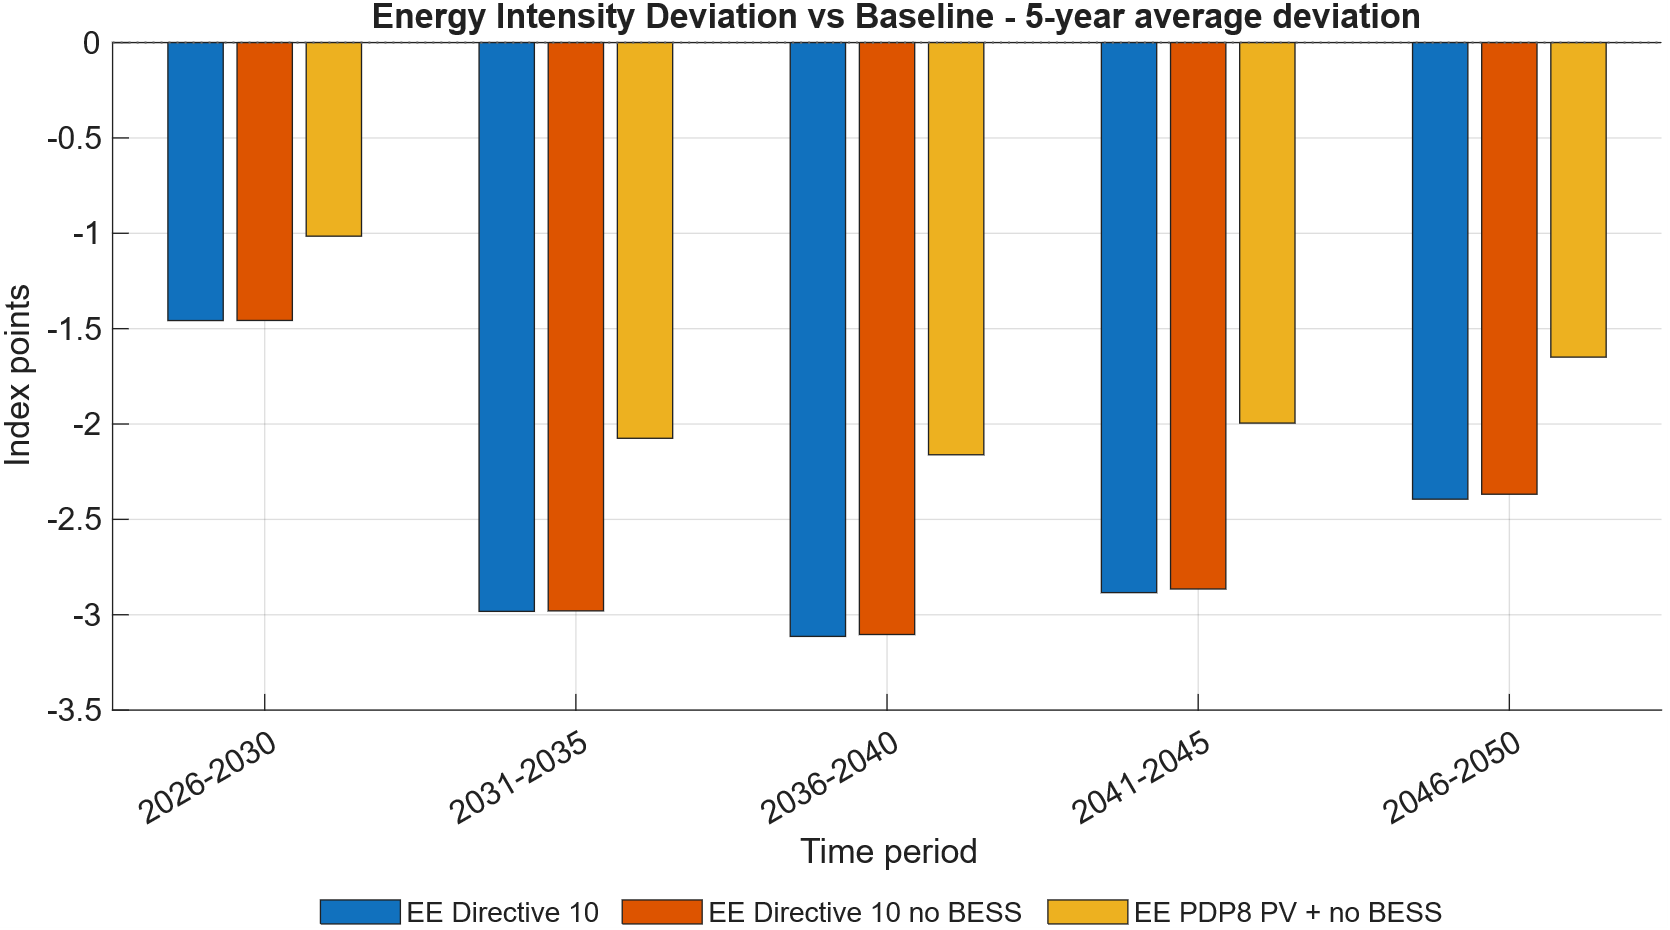 Energy Intensity Deviation vs Baseline - 5-year average deviation
0
-0.5
-1
-1.5
-2
-2.5
-3
-3.5
Index points
2026-2030
2031-2035
2036-2040
2041-2045
2046-2050
Time period
EE Directive 10
EE Directive 10 no BESS
EE PDP8 PV + no BESS